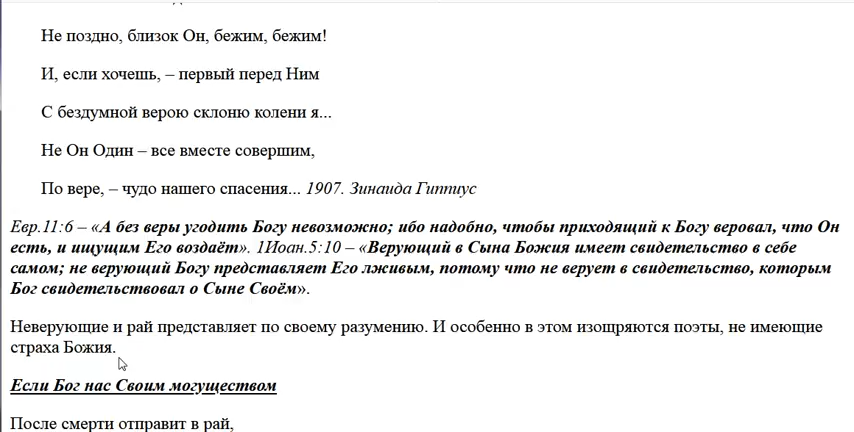 Не поздно, близок Он, бежим, бежим!
И, если хочешь, – первый перед Ним
С бездумной верою склоню колени я...
Не Он Один – все вместе совершим,
По вере, – чудо нашего спасения... 1907. Зинаида Гиппиус
Евр.11:6 – «А без веры угодить Богу невозможно; ибо надобно, чтобы приходящий к Богу веровал, что Он
есть, и ищущим Его воздаёт». 1Иоан.5:10 – «Верующий в Сына Божия имеет свидетельство в себе
самом; не верующий Богу представляет Его лживым, потому что не верует в свидетельство, которым
Бог свидетельствовал о Сыне Своём».
Неверующие и рай представляет по своему разумению. И особенно в этом изощряются поэты, не имеющие
страха Божия.
Если Бог нас Своим могуществом
После смерти отправит в рай,